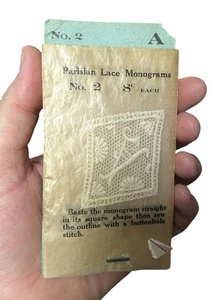 No. 2 A
Parisian Lace Monograms
No. 2 8¢ EACH
Baste the monogram straight
in its square shape then sew
the outline with a buttonhole
stitch.